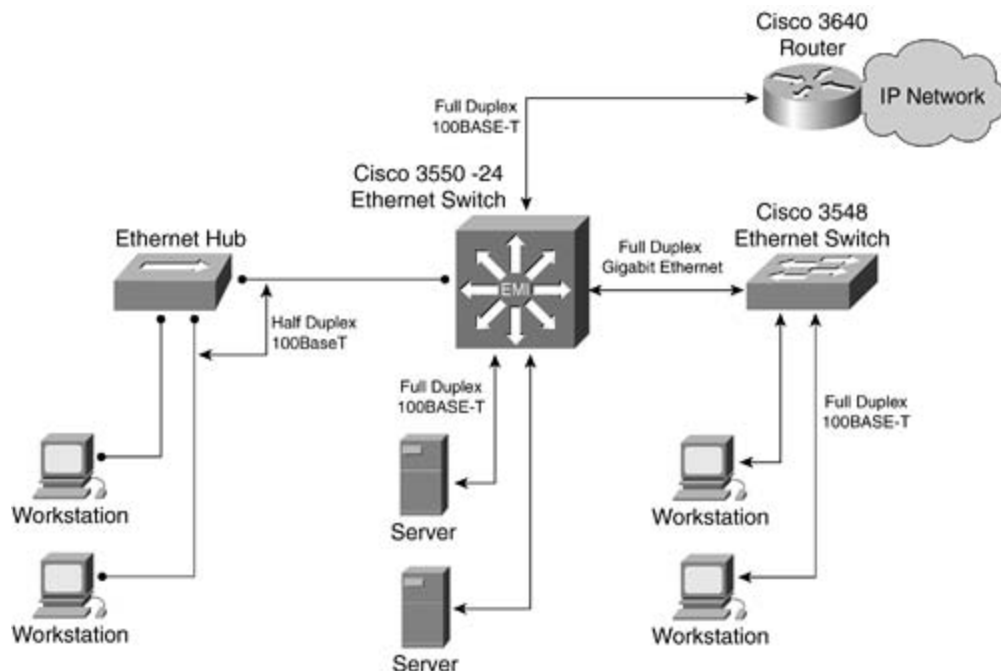 Cisco 3640
Router
IP Network
Full Duplex
100BASE-T
Cisco 3550 -24
Ethernet Switch
Cisco 3548
Ethernet Switch
Ethernet Hub
Full Duplex
Gigabit Ethernet
EMI
Half Duplex
100BaseT
Full Duplex
100BASE-T
Full Duplex
100BASE-T
Workstation
Server
Workstation
Workstation
Server
Workstation